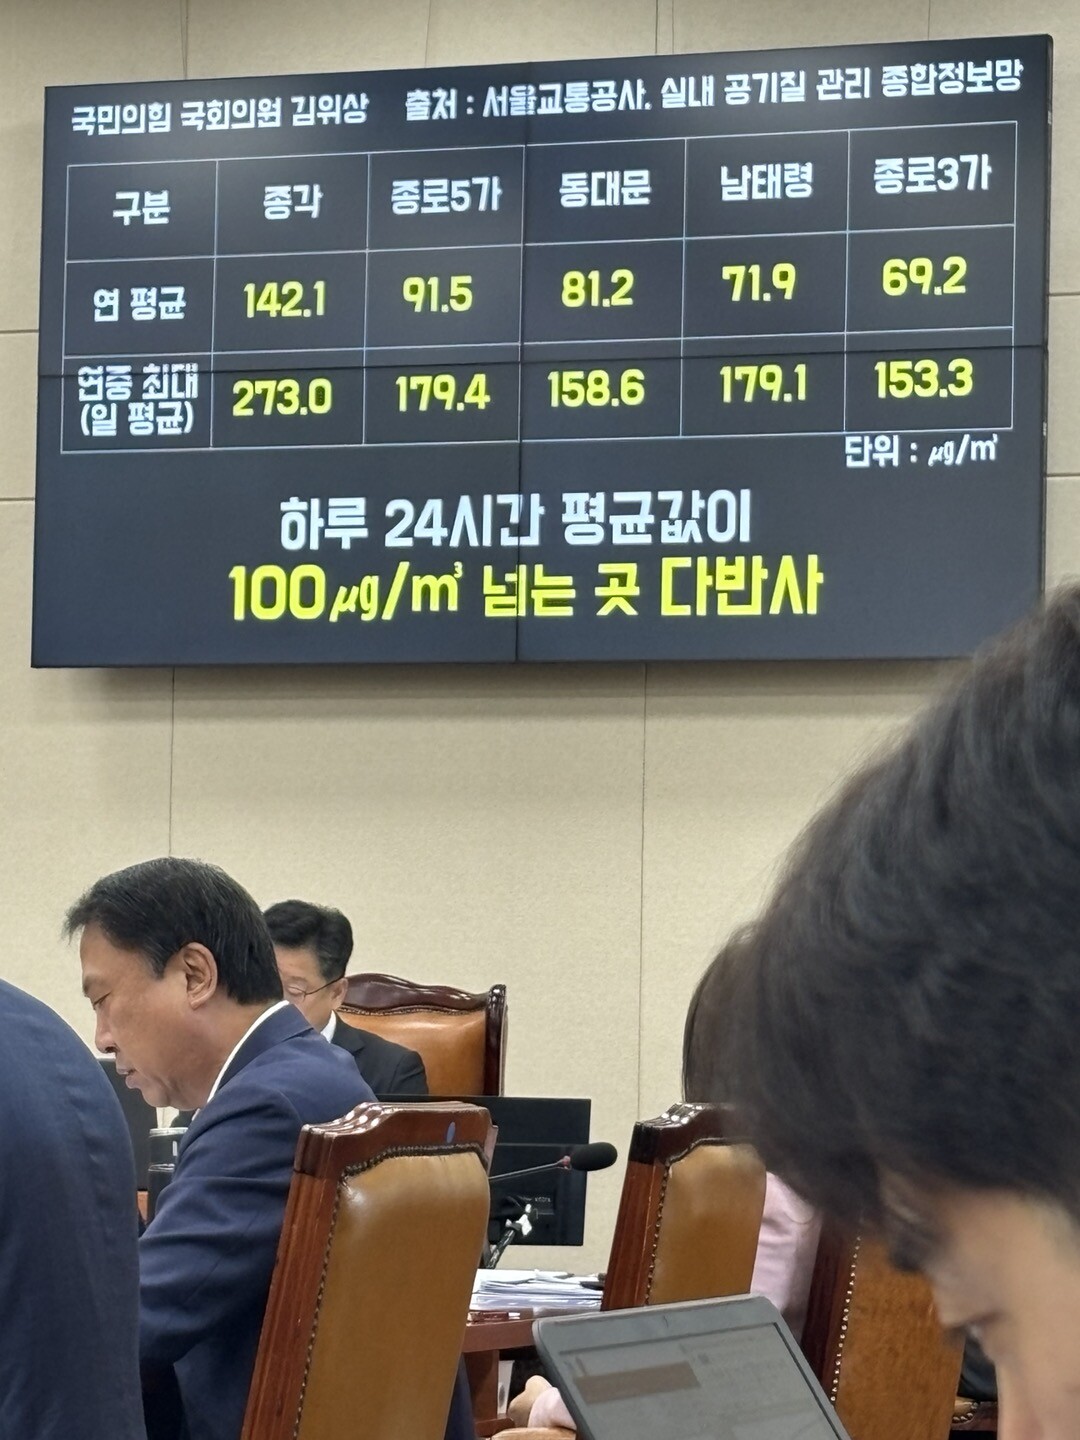 국민의힘 국회의원 김위상 출처 : 서울교통공사. 실내 공기질 관리 종합정보망
구분 종각 종로5가 동대문 남태령 종로3가
연 평균 142.1 91.5 81.2 71.9 69.2
연중 최대 (일 평균) 273.0 179.4 158.6 179.1 153.3
단위 : ㎍/㎥
하루 24시간 평균값이
100㎍/㎥ 넘는 곳 다반사